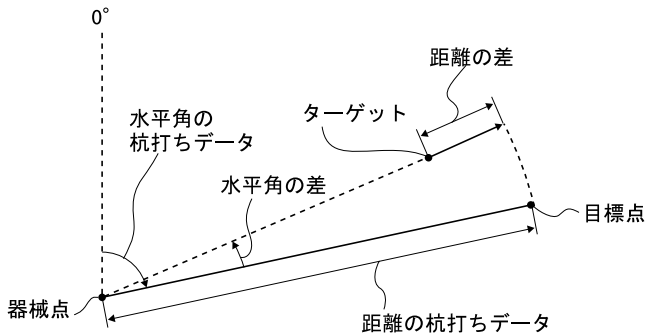 0°
距離の差
水平角の
杭打ちデータ
ターゲット
水平角の差
目標点
器械点
距離の杭打ちデータ